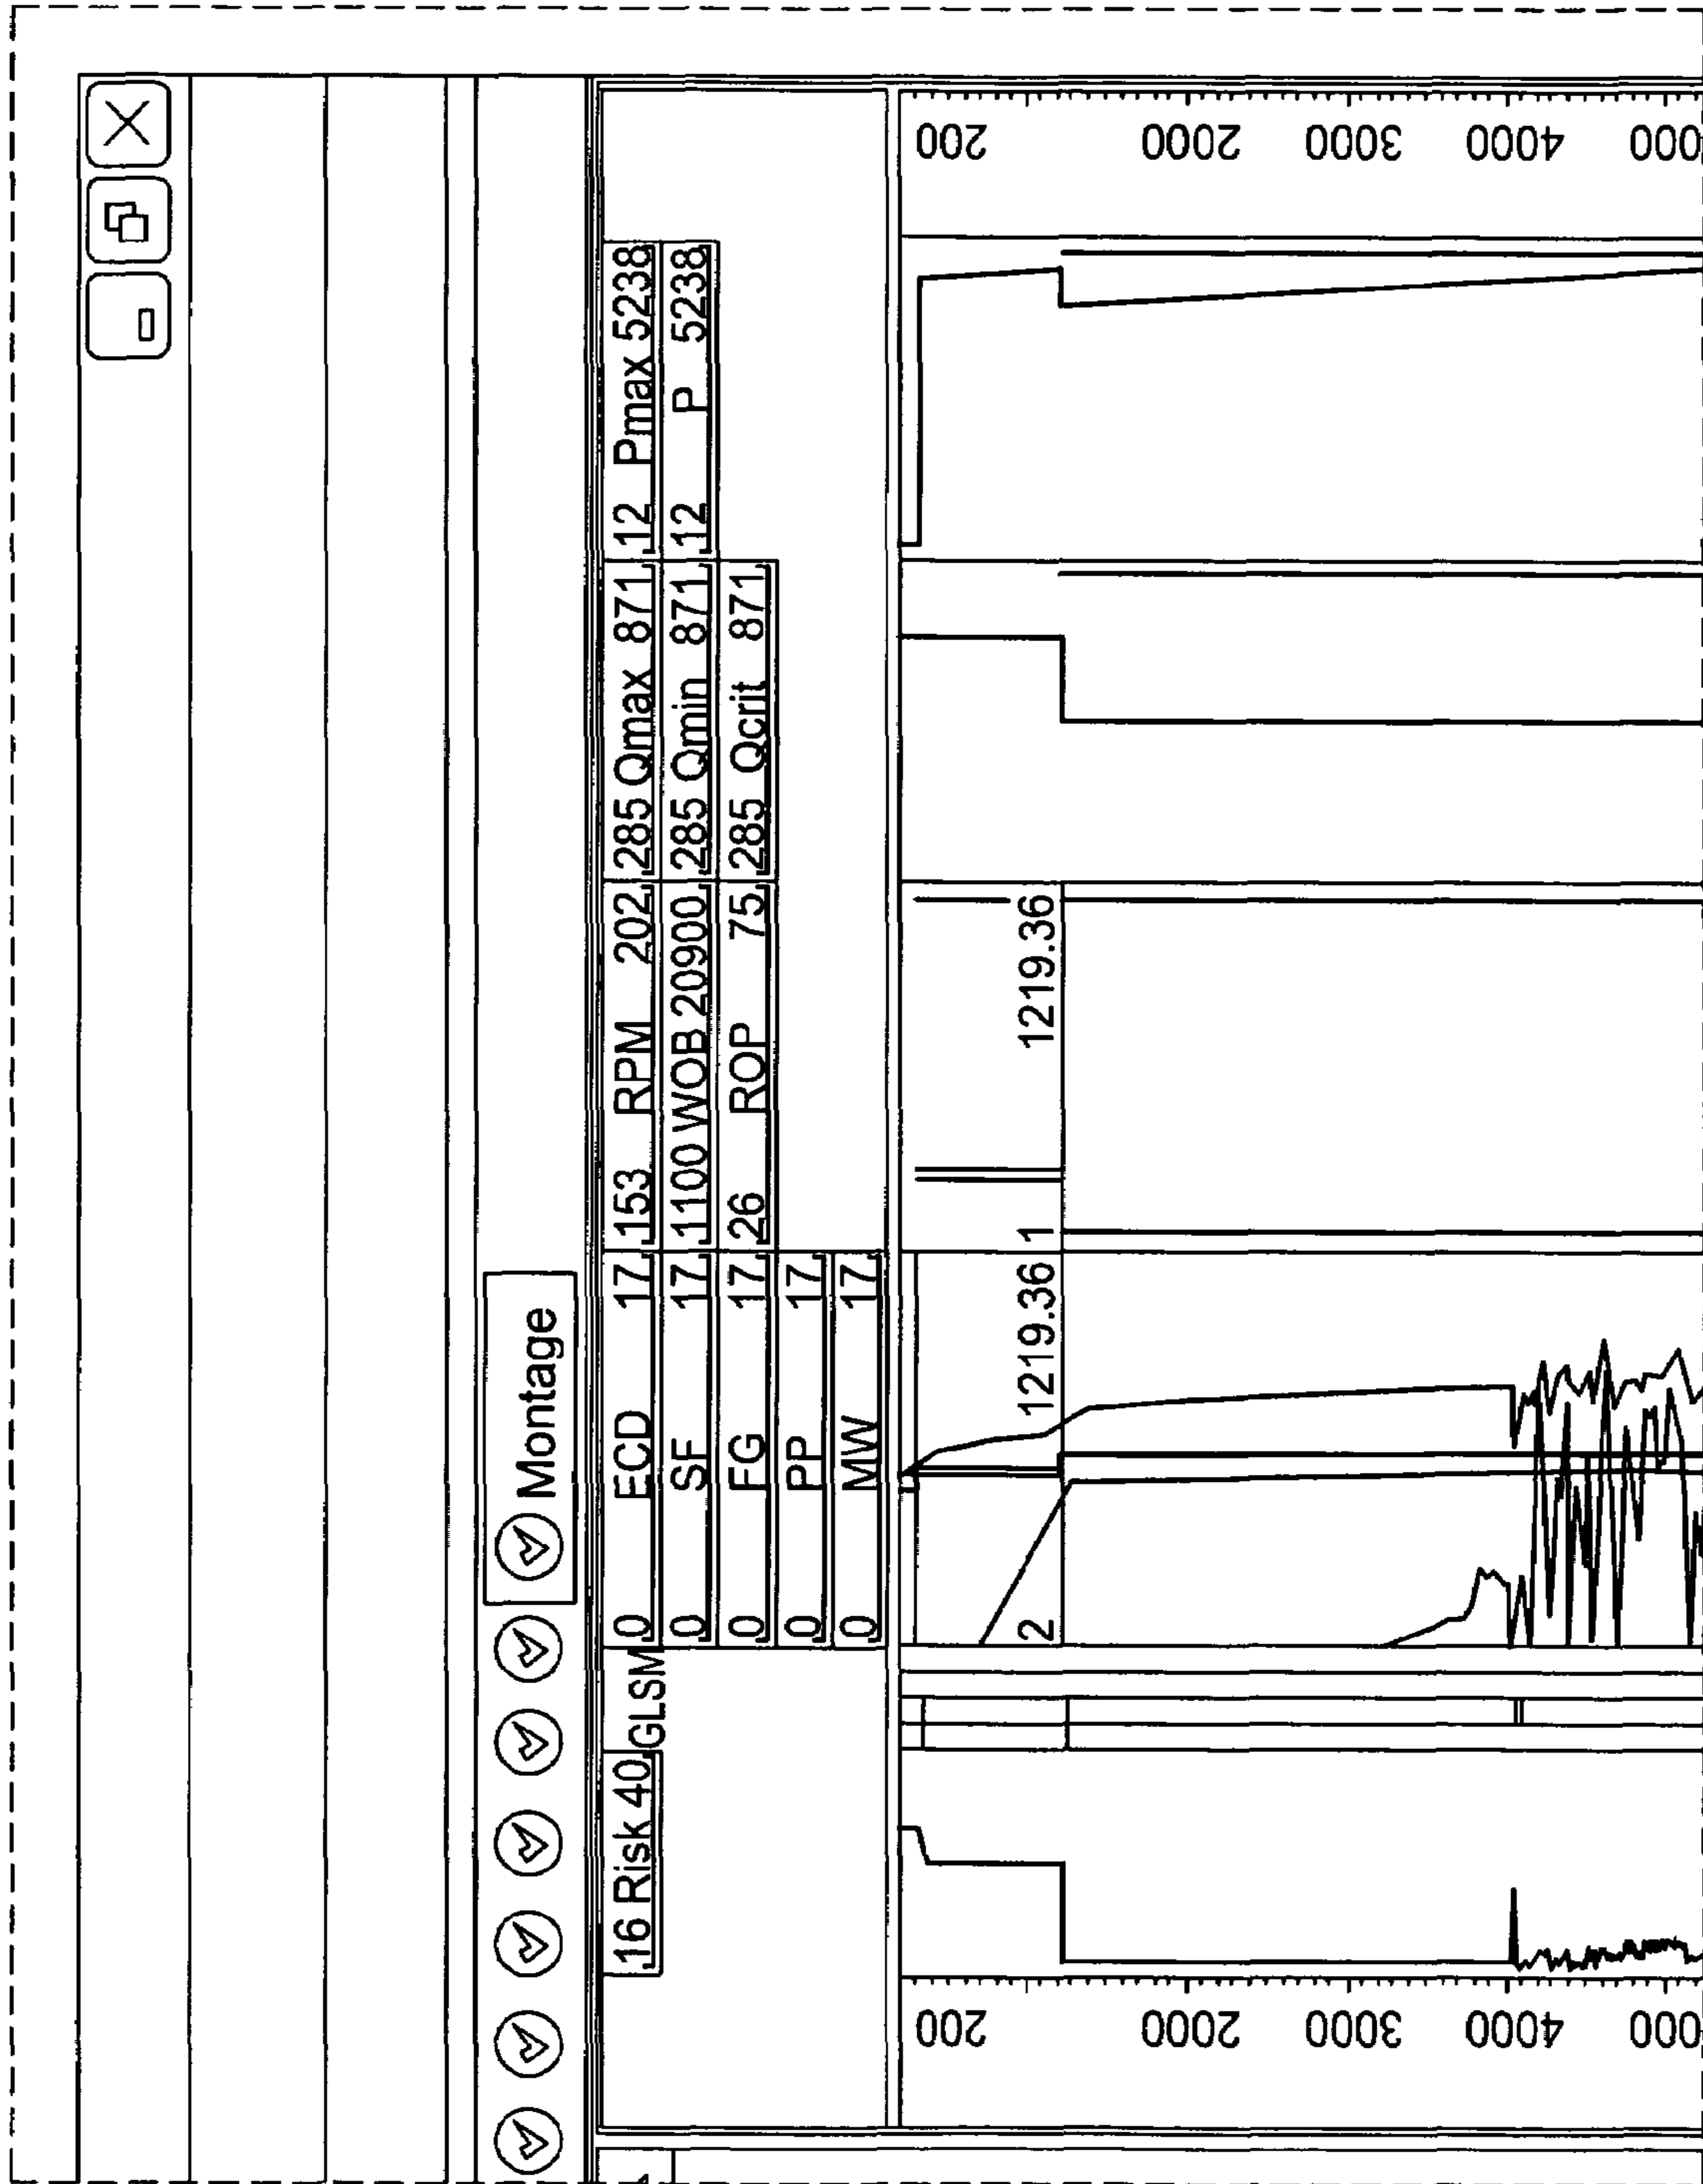 Montage
16 Risk 40 GLSM 0 ECD 17 153 RPM 202 285 Qmax 871 12 Pmax 5238
0 SF 17 1100 WOB 20900 285 Qmin 871 12 P 5238
0 FG 17 26 ROP 75 285 Qcrit 871
0 PP 17
0 MW 17
200 200
2 1219.36 1 1219.36
2000 2000
3000 3000
4000 4000